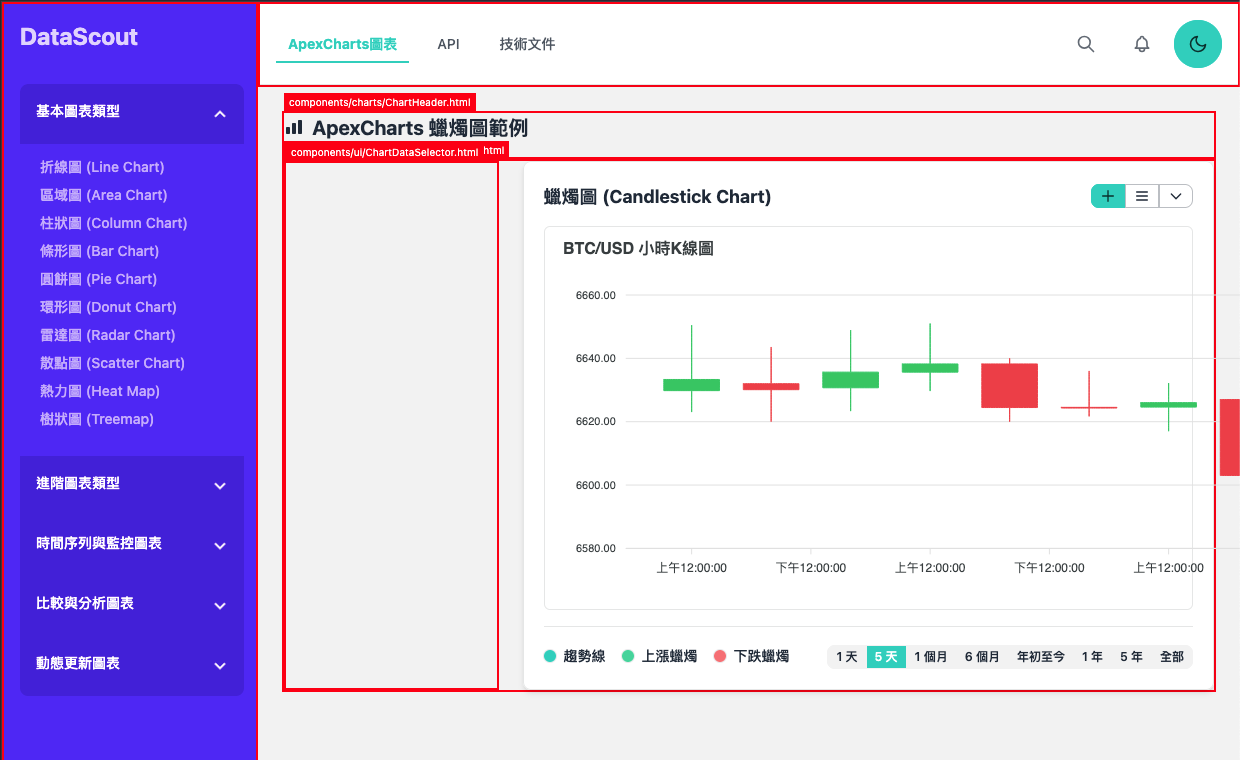 DataScout
基本圖表類型
折線圖 (Line Chart)
區域圖 (Area Chart)
柱狀圖 (Column Chart)
條形圖 (Bar Chart)
圓餅圖 (Pie Chart)
環形圖 (Donut Chart)
雷達圖 (Radar Chart)
散點圖 (Scatter Chart)
熱力圖 (Heat Map)
樹狀圖 (Treemap)
進階圖表類型
時間序列與監控圖表
比較與分析圖表
動態更新圖表
ApexCharts圖表 API 技術文件
components/charts/ChartHeader.html
ApexCharts 蠟燭圖範例
components/ui/ChartDataSelector.html html
蠟燭圖 (Candlestick Chart)
BTC/USD 小時K線圖
6660.00
6640.00
6620.00
6600.00
6580.00
上午12:00:00 下午12:00:00 上午12:00:00 下午12:00:00 上午12:00:00
趨勢線 上漲蠟燭 下跌蠟燭 1 天 5 天 1 個月 6 個月 年初至今 1 年 5 年 全部